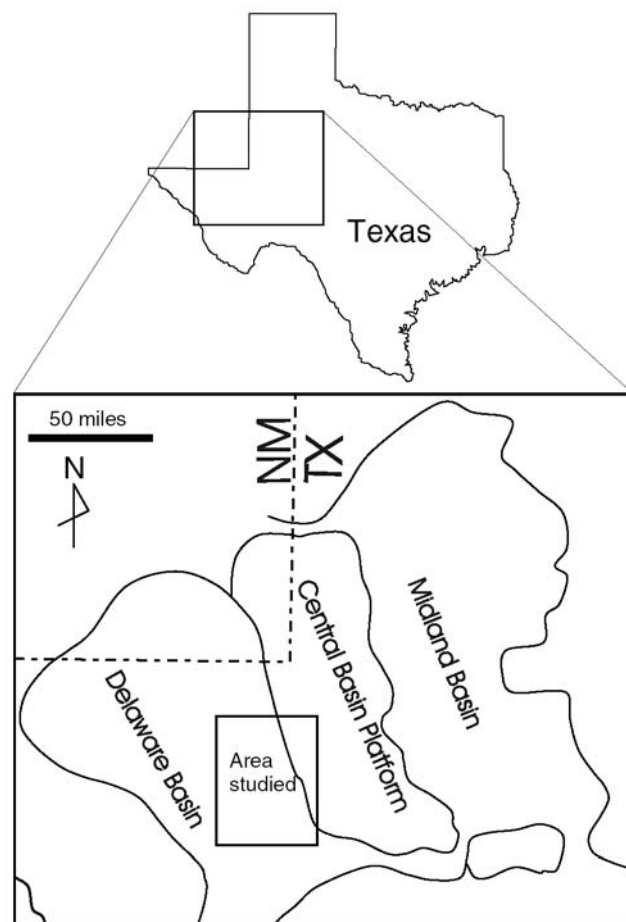 Texas
50 miles
N
NM
TX
Central Basin Platform
Midland Basin
Delaware Basin
Area
studied